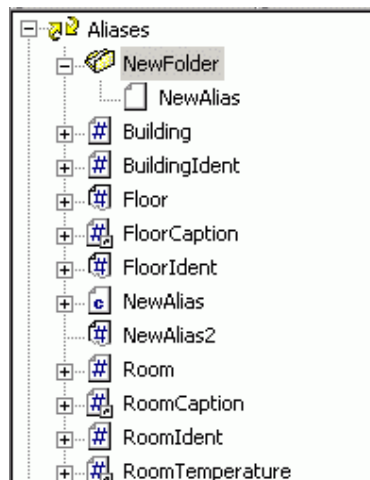 Aliases
NewFolder
NewAlias
Building
BuildingIdent
Floor
FloorCaption
FloorIdent
NewAlias
NewAlias2
Room
RoomCaption
RoomIdent
RoomTemperature